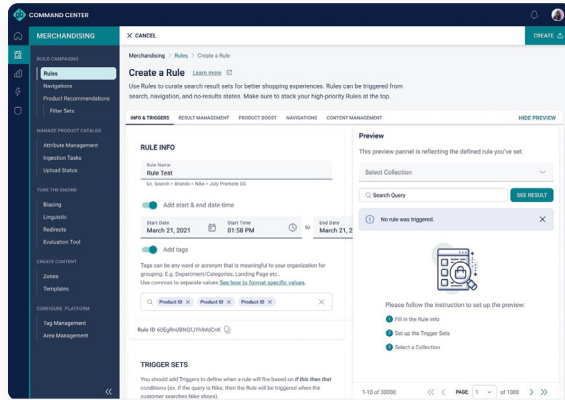 COMMAND CENTER
MERCHANDISING
BUILD CAMPAIGNS
Rules
Navigations
Product Recommendations
Filter Sets
MANAGE PRODUCT CATALOG
Attribute Management
Ingestion Tasks
Upload Status
TUNE THE ENGINE
Biasing
Linguistic
Redirects
Evaluation Tool
CREATE CONTENT
Zones
Templates
CONFIGURE PLATFORM
Tag Management
Area Management
X CANCEL
CREATE
Merchandising > Rules > Create a Rule
Create a Rule Learn more
Use Rules to curate search result sets for better shopping experiences. Rules can be triggered from
search, navigation, and no-results states. Make sure to stack your high-priority Rules at the top.
INFO & TRIGGERS RESULT MANAGEMENT PRODUCT BOOST NAVIGATIONS CONTENT MANAGEMENT HIDE PREVIEW
RULE INFO
Rule Name
Rule Test
Ex. Search > Brands > Nike > July Promote OS
Add start & end date-time
Start Date Start Time End Date
March 21, 2021 01:58 PM to March 21, 2
Add tags
Tags can be any word or acronym that is meaningful to your organization for
grouping. E.g. Department/Categories, Landing Page etc..
Use commas to separate values See how to format specific values.
Product ID X Product ID X Product ID X
TRIGGER SETS
You should add Triggers to define when a rule will fire based on if this then that
conditions (ex. if the query is Nike, then the Rule will be triggered when the
customer searches Nike shoes).
Preview
This preview pannel is reflecting the defined rule you've set.
Select Collection
Search Query SEE RESULT
No rule was triggered.
Please follow the instruction to set up the preview:
Fill in the Rule info
Set up the Trigger Sets
Select a Collection
1-10 of 30000 PAGE: 1 of 1000